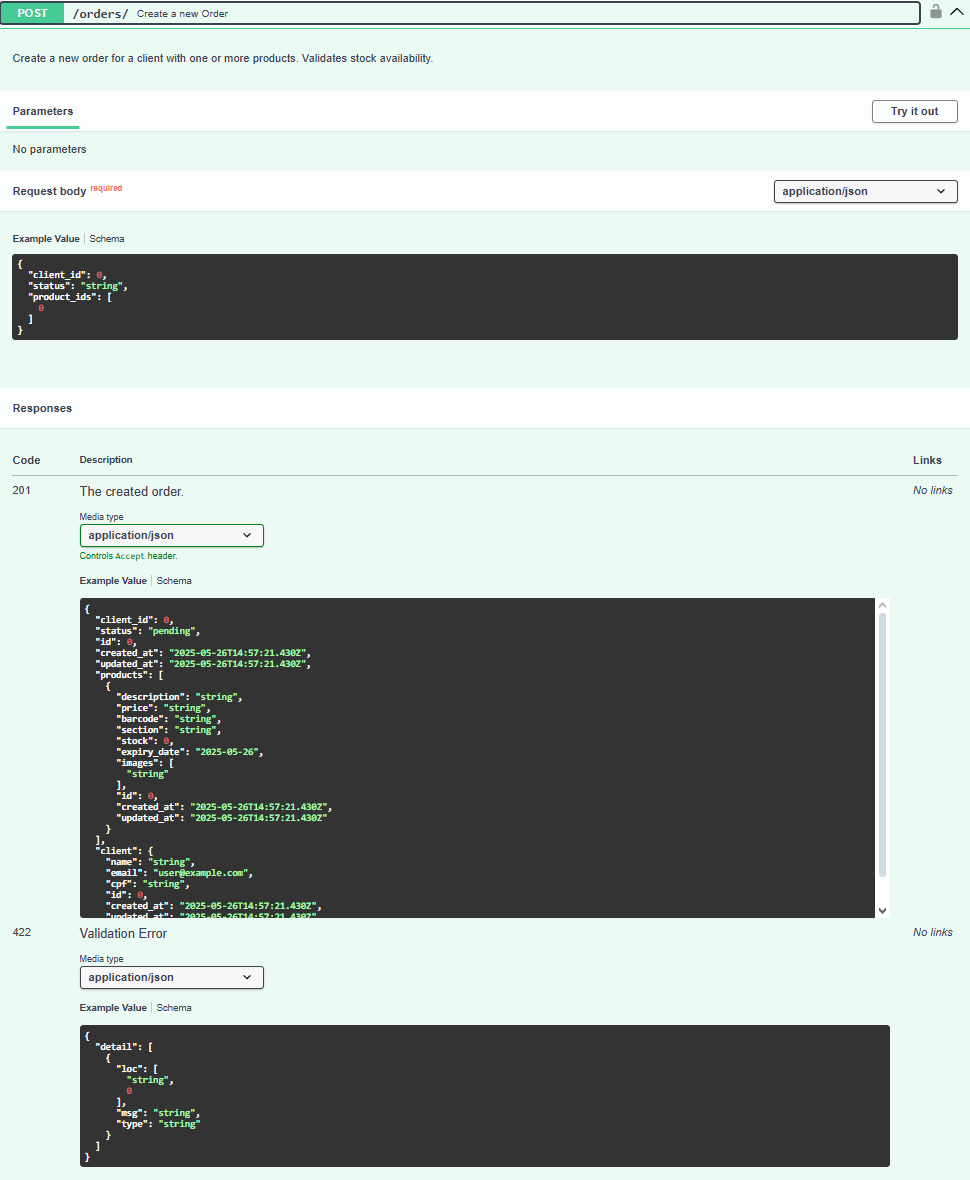 POST /orders/ Create a new Order
Create a new order for a client with one or more products. Validates stock availability.
Parameters
Try it out
No parameters
Request body required
application/json
Example Value | Schema
{
  "client_id": 0,
  "status": "string",
  "product_ids": [
    0
  ]
}
Responses
Code Description Links
201 The created order. No links
Media type
application/json
Controls Accept header.
Example Value | Schema
{
  "client_id": 0,
  "status": "pending",
  "id": 0,
  "created_at": "2025-05-26T14:57:21.430Z",
  "updated_at": "2025-05-26T14:57:21.430Z",
  "products": [
    {
      "description": "string",
      "price": "string",
      "barcode": "string",
      "section": "string",
      "stock": 0,
      "expiry_date": "2025-05-26",
      "images": [
        "string"
      ],
      "id": 0,
      "created_at": "2025-05-26T14:57:21.430Z",
      "updated_at": "2025-05-26T14:57:21.430Z"
    }
  ],
  "client": {
    "name": "string",
    "email": "user@example.com",
    "cpf": "string",
    "id": 0,
    "created_at": "2025-05-26T14:57:21.430Z",
    "updated_at": "2025-05-26T14:57:21.430Z"
422 Validation Error No links
Media type
application/json
Example Value | Schema
{
  "detail": [
    {
      "loc": [
        "string",
        0
      ],
      "msg": "string",
      "type": "string"
    }
  ]
}